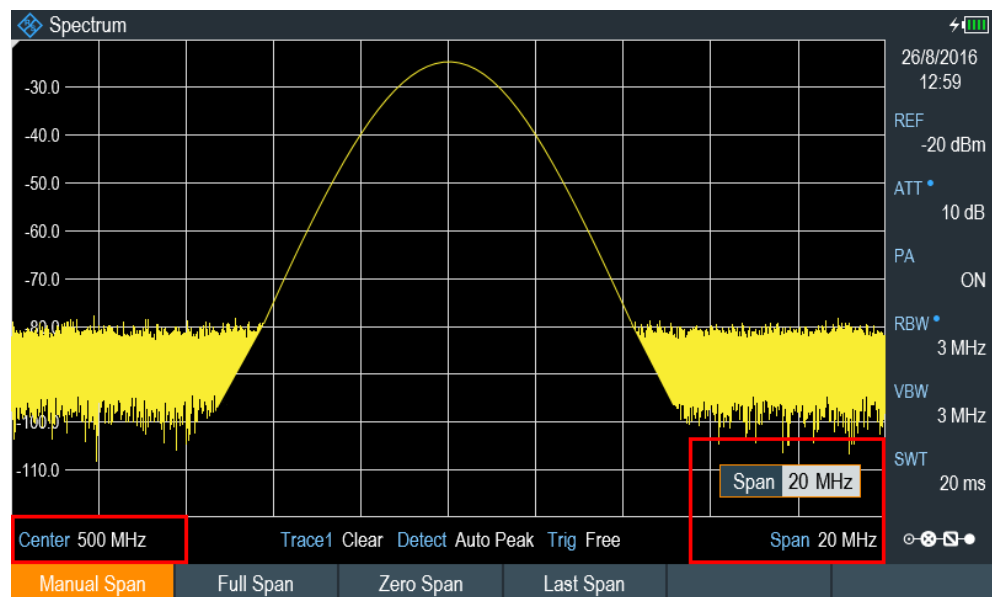 Spectrum
26/8/2016
12:59
-30.0
-40.0
-50.0
-60.0
-70.0
-80.0
-100.0
-110.0
REF
-20 dBm
ATT
10 dB
PA
ON
RBW
3 MHz
VBW
3 MHz
SWT
20 ms
Span 20 MHz
Center 500 MHz Trace1 Clear Detect Auto Peak Trig Free Span 20 MHz
Manual Span Full Span Zero Span Last Span